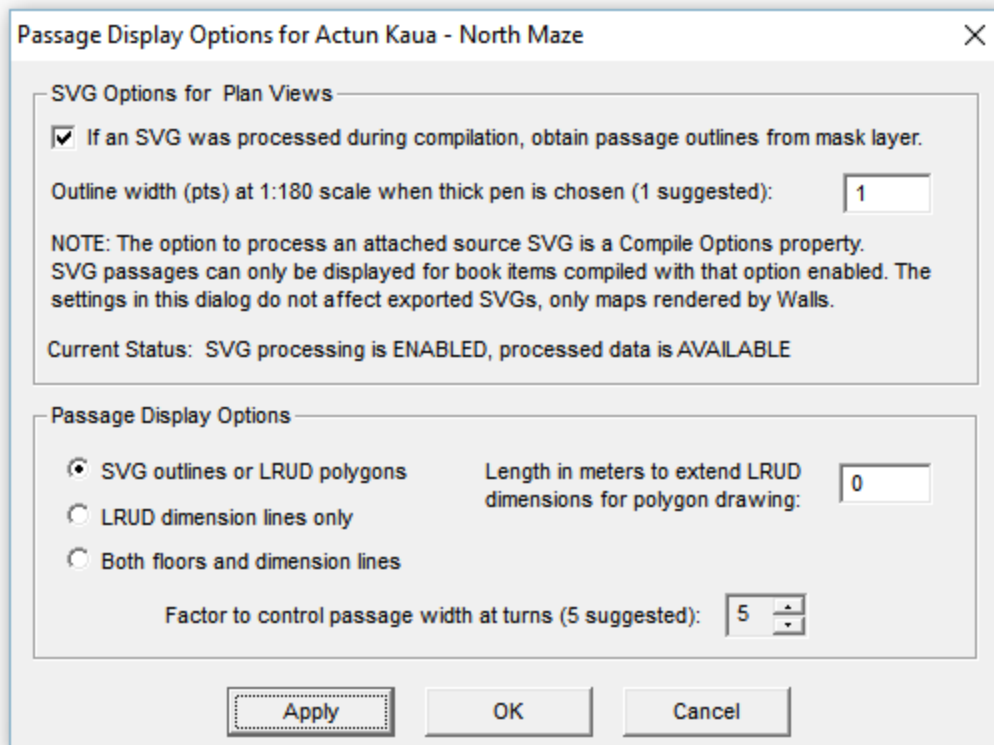 Passage Display Options for Actun Kaua - North Maze
SVG Options for Plan Views
If an SVG was processed during compilation, obtain passage outlines from mask layer.
Outline width (pts) at 1:180 scale when thick pen is chosen (1 suggested): 1
NOTE: The option to process an attached source SVG is a Compile Options property.
SVG passages can only be displayed for book items compiled with that option enabled. The
settings in this dialog do not affect exported SVGs, only maps rendered by Walls.
Current Status: SVG processing is ENABLED, processed data is AVAILABLE
Passage Display Options
SVG outlines or LRUD polygons
LRUD dimension lines only
Both floors and dimension lines
Length in meters to extend LRUD
dimensions for polygon drawing: 0
Factor to control passage width at turns (5 suggested): 5
Apply OK Cancel